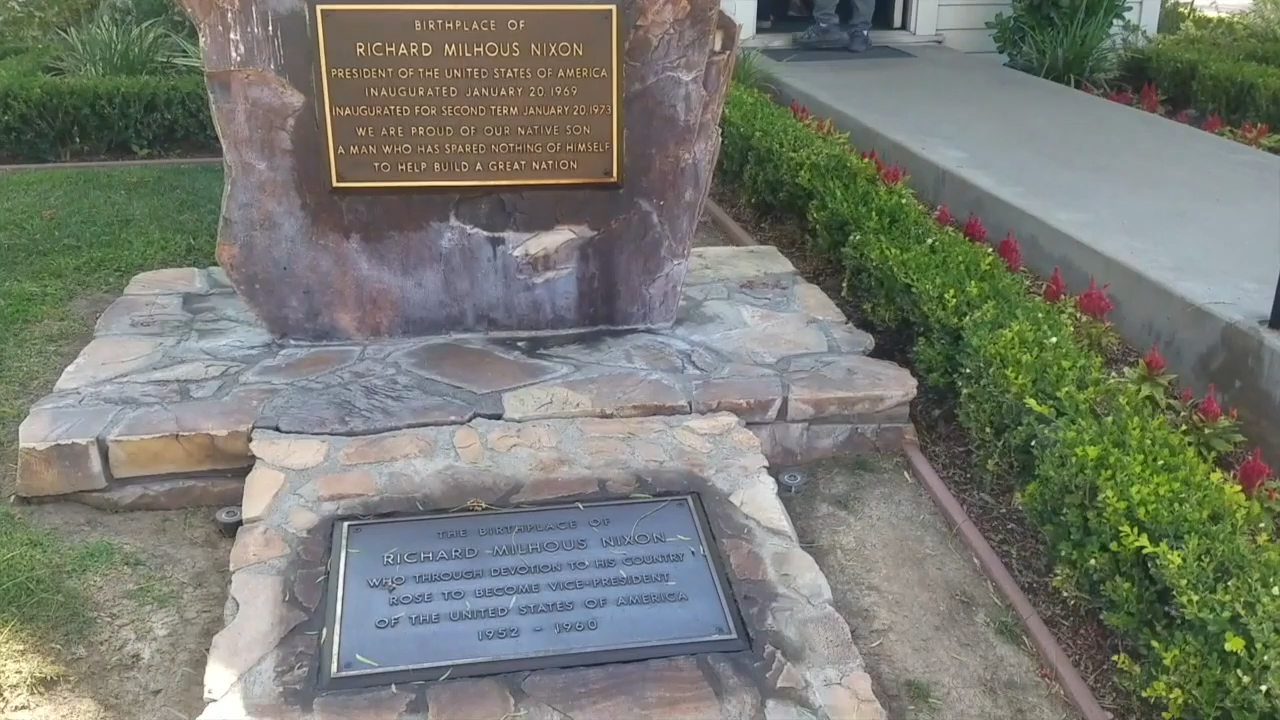 BIRTHPLACE OF
RICHARD MILHOUS NIXON
PRESIDENT OF THE UNITED STATES OF AMERICA
INAUGURATED JANUARY 20 1969
INAUGURATED FOR SECOND TERM JANUARY 20, 1973
WE ARE PROUD OF OUR NATIVE SON
A MAN WHO HAS SPARED NOTHING OF HIMSELF
TO HELP BUILD A GREAT NATION
THE BIRTHPLACE OF
RICHARD MILHOUS NIXON
WHO THROUGH DEVOTION TO HIS COUNTRY
ROSE TO BECOME VICE-PRESIDENT
OF THE UNITED STATES OF AMERICA
1952 - 1960